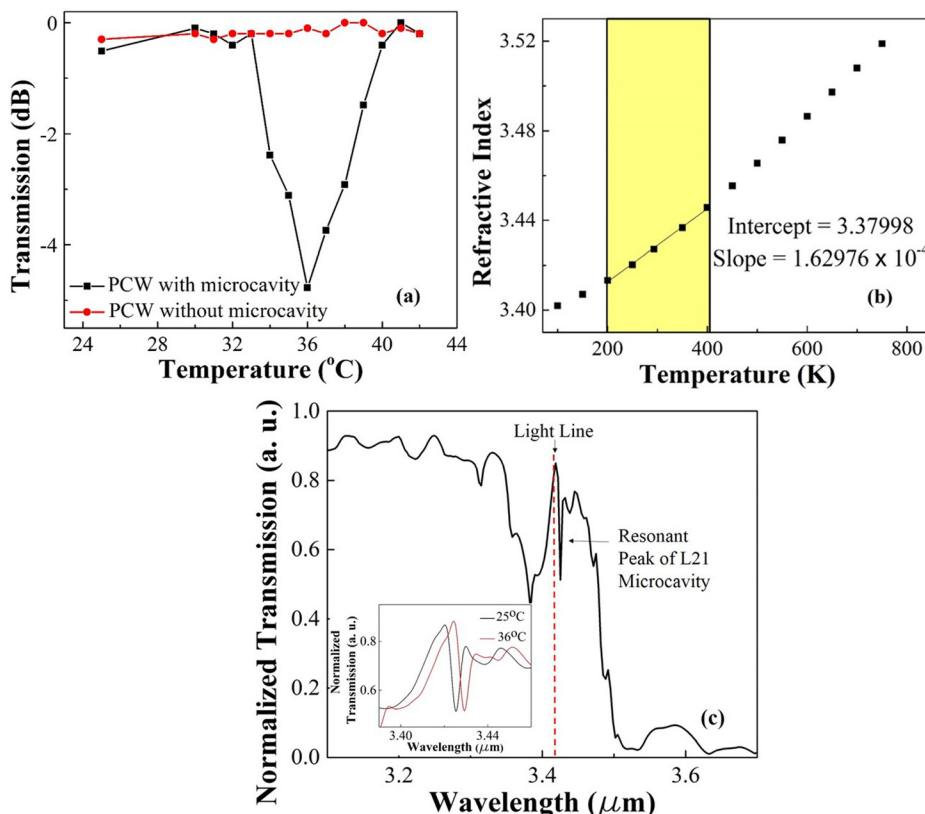 0
-2
-4
Transmission (dB)
PCW with microcavity
PCW without microcavity
(a)
24 28 32 36 40 44
Temperature (°C)
3.52
3.48
3.44
3.40
Refractive Index
Intercept = 3.37998
Slope = 1.62976 x 10⁻
(b)
200 400 600 800
Temperature (K)
1.0
0.8
0.6
0.4
0.2
0.0
Normalized Transmission (a. u.)
Light Line
Resonant
Peak of L21
Microcavity
25°C
36°C
0.8
0.6
Normalized
Transmission (a. u.)
3.40 3.44
Wavelength (μm)
(c)
3.2 3.4 3.6
Wavelength (μm)